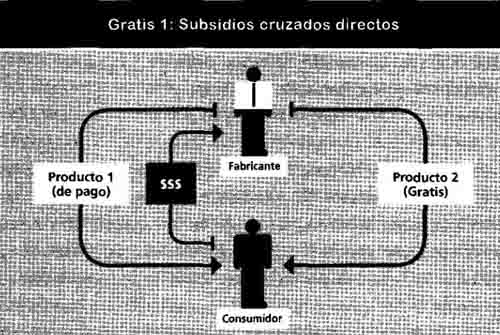 Gratis 1: Subsidios cruzados directos
Fabricante
Producto 1
(de pago)
$$$
Producto 2
(Gratis)
Consumidor